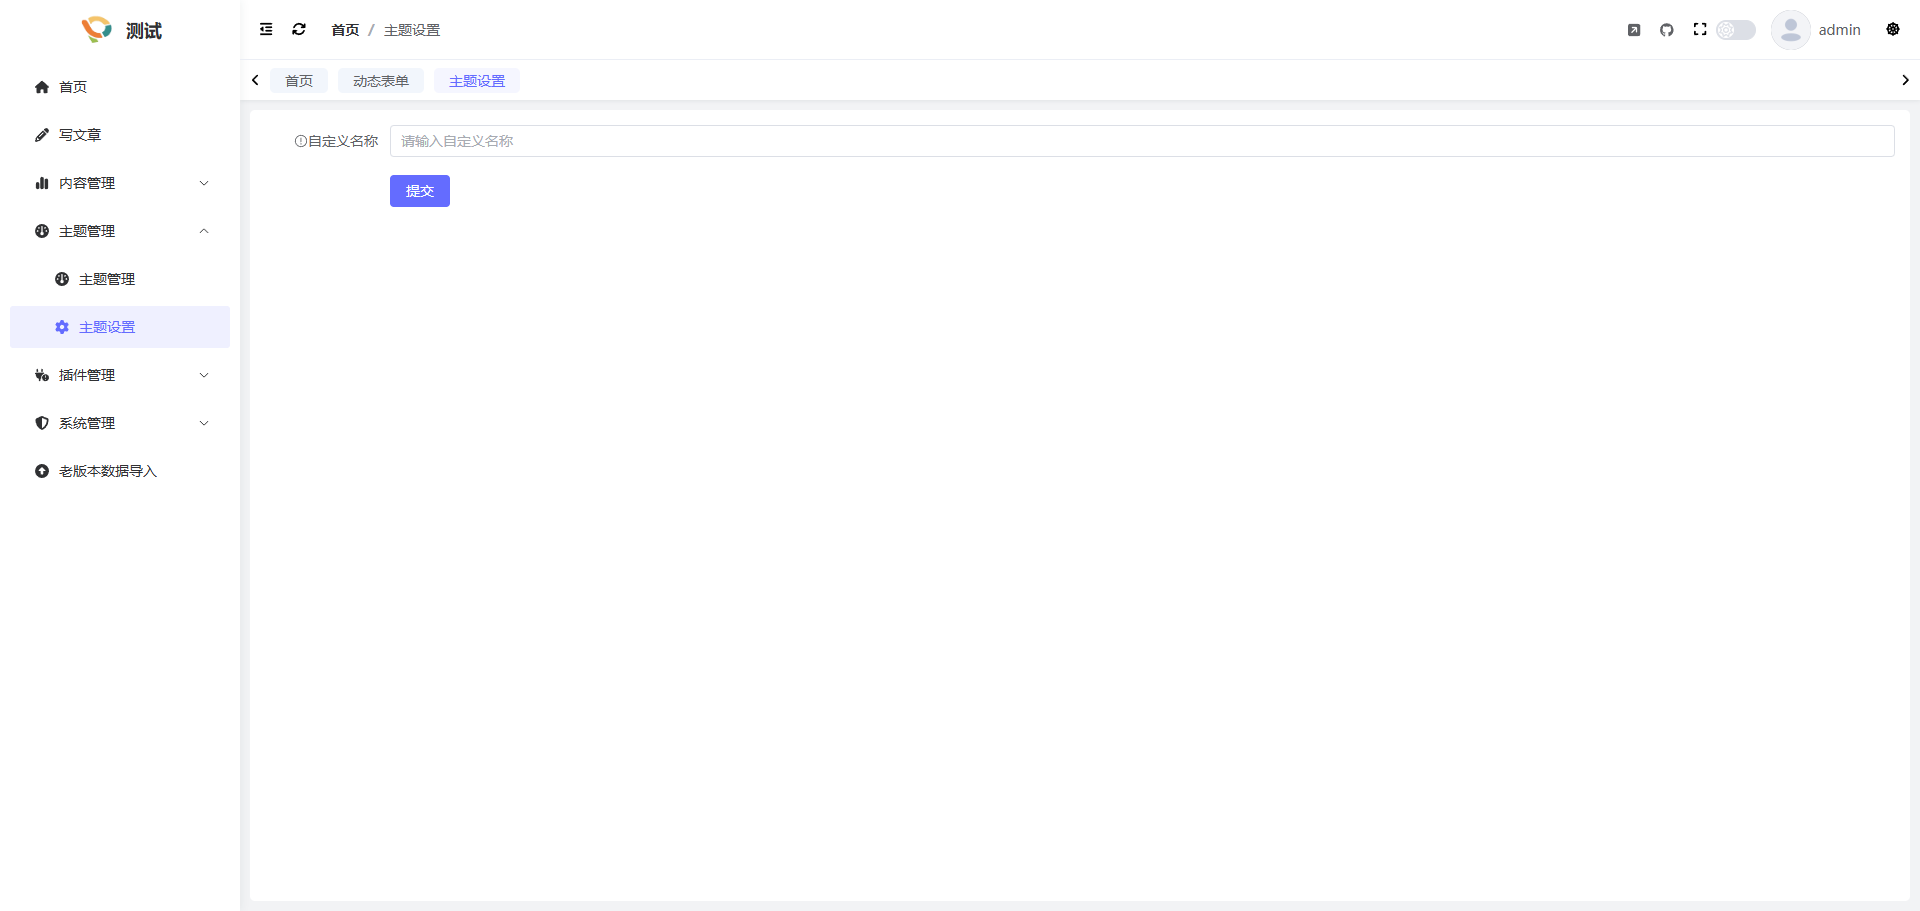 测试
首页 / 主题设置
admin
首页
写文章
内容管理
主题管理
主题管理
主题设置
插件管理
系统管理
老版本数据导入
首页 动态表单 主题设置
自定义名称 请输入自定义名称
提交